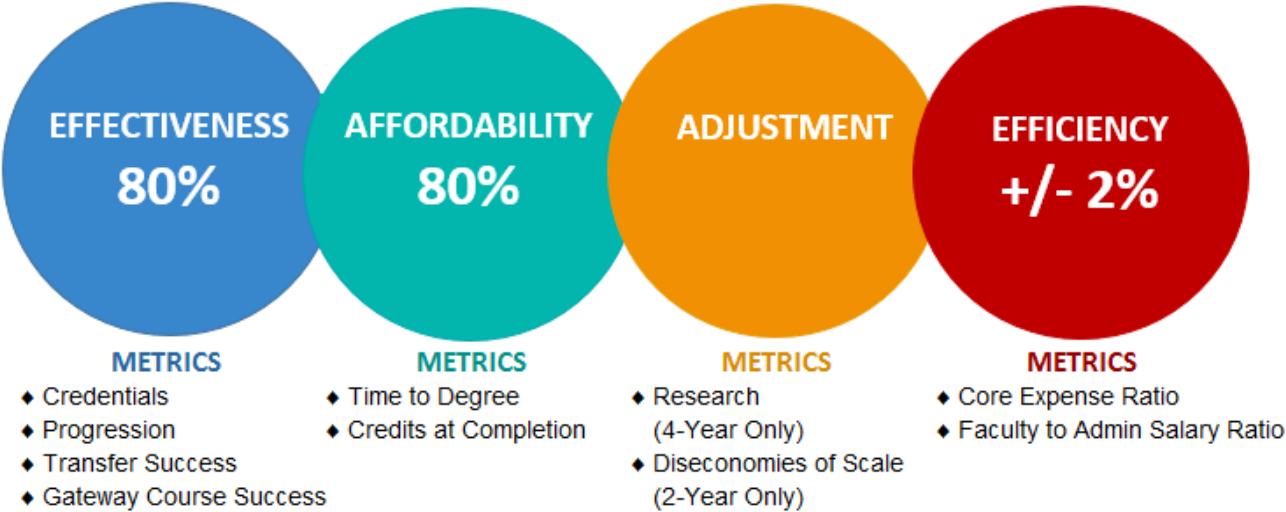 EFFECTIVENESS
80%
METRICS
◆ Credentials
◆ Progression
◆ Transfer Success
◆ Gateway Course Success
AFFORDABILITY
80%
METRICS
◆ Time to Degree
◆ Credits at Completion
ADJUSTMENT
METRICS
◆ Research
(4-Year Only)
◆ Diseconomies of Scale
(2-Year Only)
EFFICIENCY
+/- 2%
METRICS
◆ Core Expense Ratio
◆ Faculty to Admin Salary Ratio